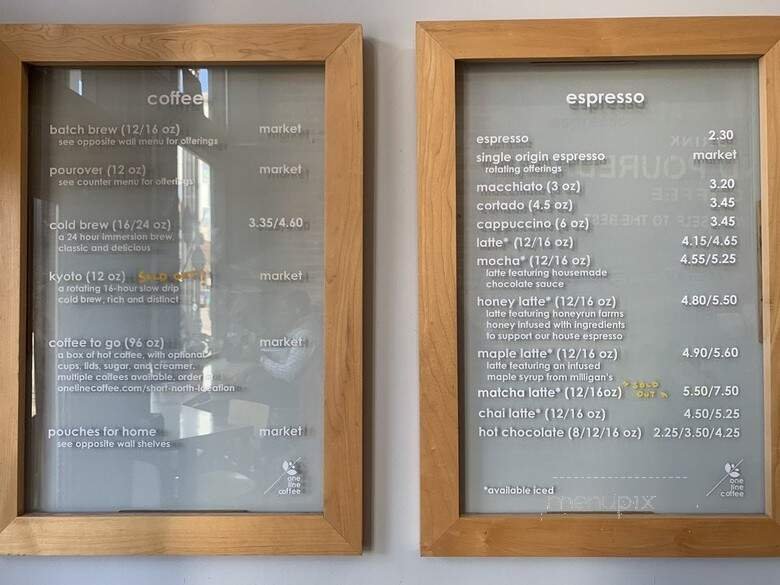 coffee
batch brew (12/16 oz) market
see opposite wall menu for offerings
pourover (12 oz) market
see counter menu for offerings
cold brew (16/24 oz) 3.35/4.60
a 24 hour immersion brew,
classic and delicious
kyoto (12 oz) SOLD OUT!! market
a rotating 16-hour slow drip
cold brew, rich and distinct
coffee to go (96 oz) market
a box of hot coffee, with optional
cups, lids, sugar, and creamer.
multiple coffees available, order
onelinecoffee.com/short-north-location
pouches for home market
see opposite wall shelves
one
line
coffee
espresso
espresso 2.30
single origin espresso market
rotating offerings
macchiato (3 oz) 3.20
cortado (4.5 oz) 3.45
cappuccino (6 oz) 3.45
latte* (12/16 oz) 4.15/4.65
mocha* (12/16 oz) 4.55/5.25
latte featuring housemade
chocolate sauce
honey latte* (12/16 oz) 4.80/5.50
latte featuring honeyrun farms
honey infused with ingredients
to support our house espresso
maple latte* (12/16 oz) 4.90/5.60
latte featuring an infused
maple syrup from milligan's
matcha latte* (12/16oz) *SOLD OUT* 5.50/7.50
chai latte* (12/16 oz) 4.50/5.25
hot chocolate (8/12/16 oz) 2.25/3.50/4.25
*available iced
one
line
coffee
menupix